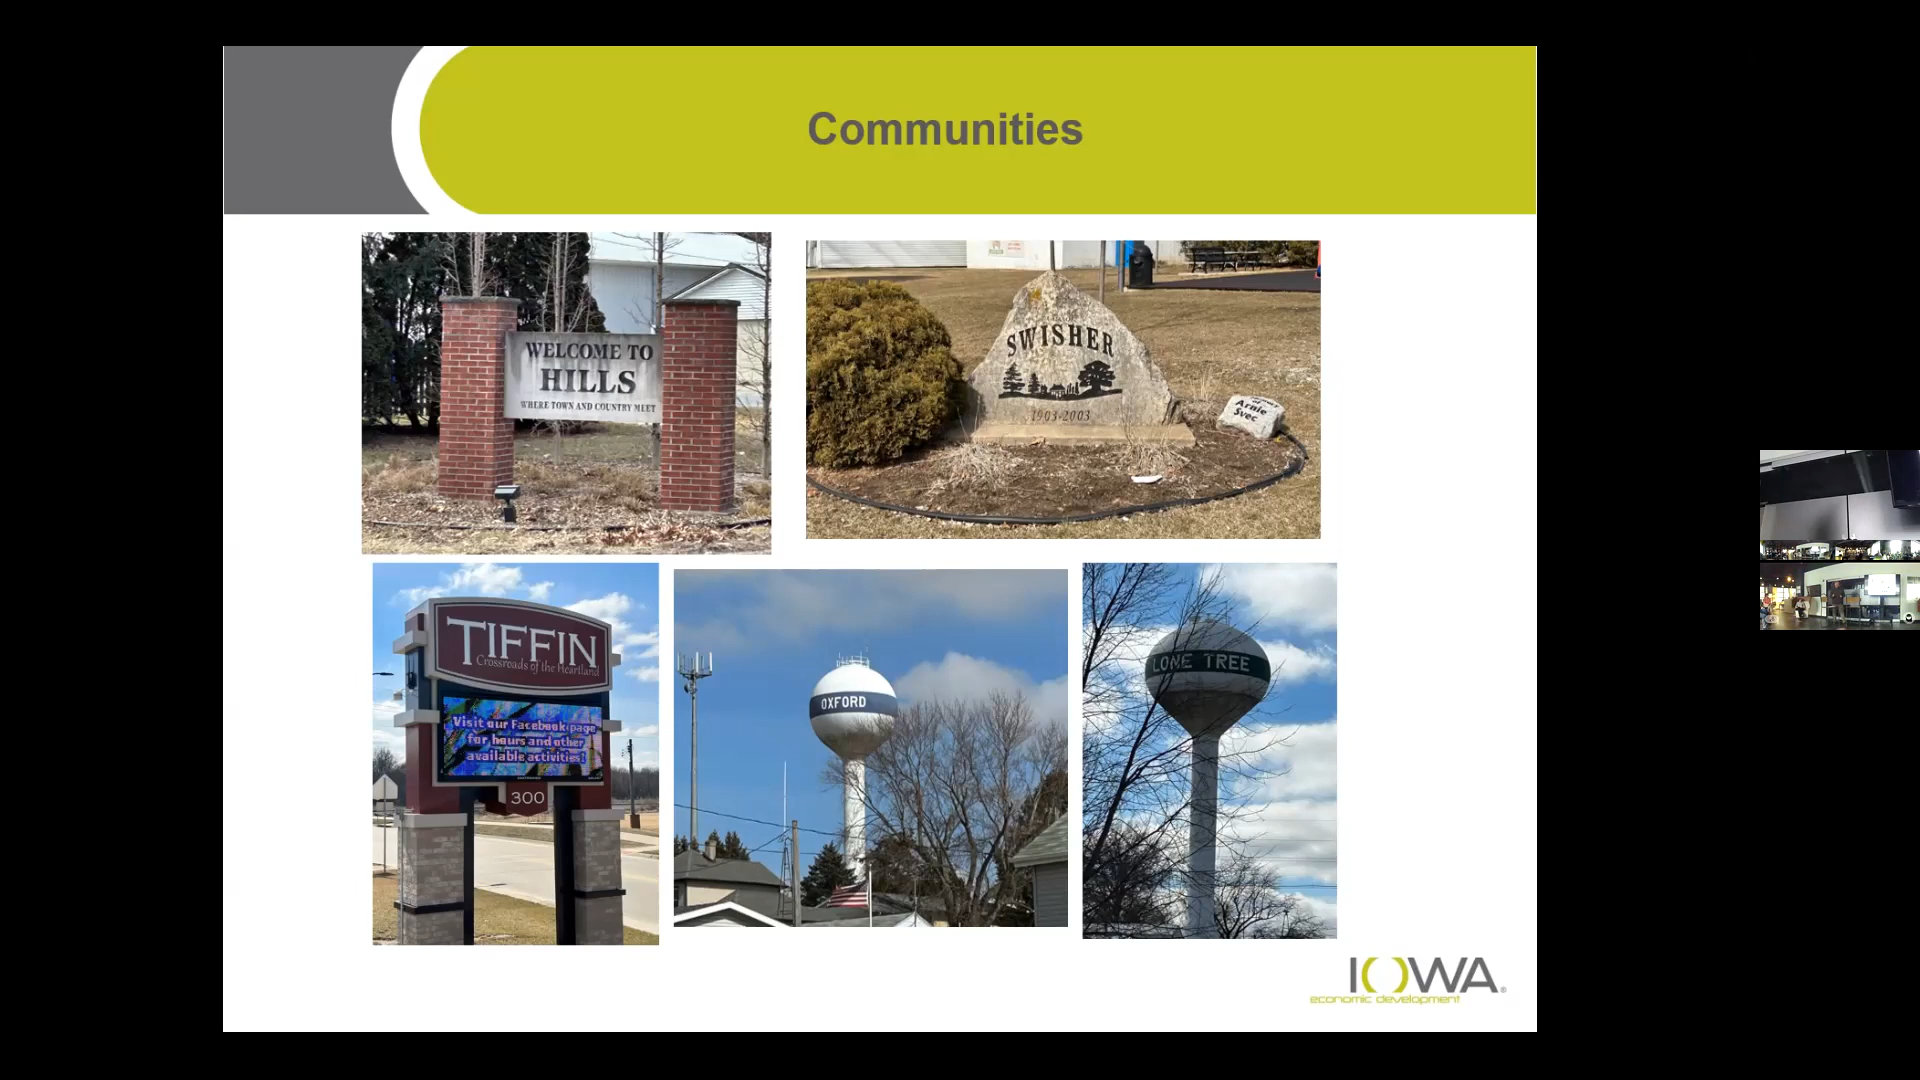 Communities
WELCOME TO
HILLS
WHERE TOWN AND COUNTRY MEET
SWISHER
1903-2003
Arnie
Svec
TIFFIN
Crossroads of the Heartland
Visit our Facebook page
for hours and other
available activities!
300
OXFORD
LONE TREE
IOWA®
economic development